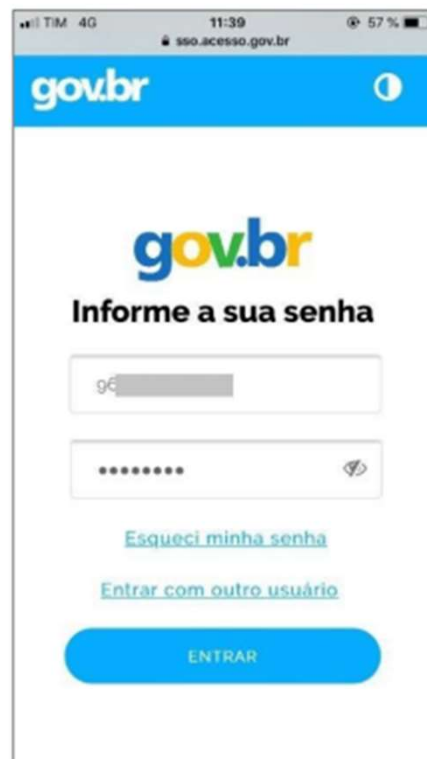 TIM 4G 11:39 57 %
sso.acesso.gov.br
gov.br
gov.br
Informe a sua senha
96
••••••••
Esqueci minha senha
Entrar com outro usuário
ENTRAR